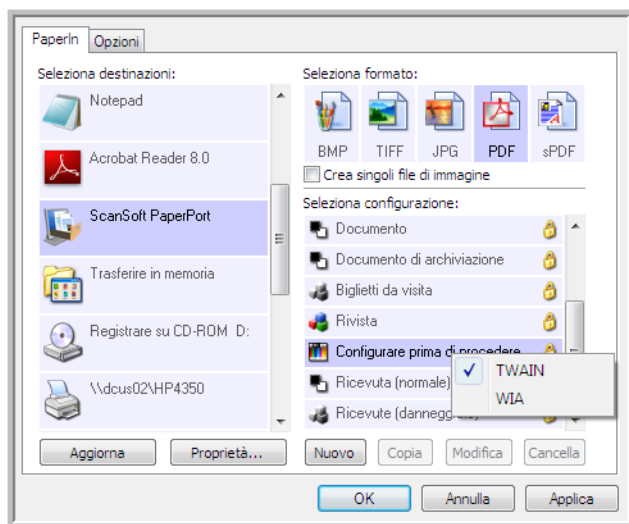 PaperIn
Opzioni
Seleziona destinazioni:
Notepad
Acrobat Reader 8.0
ScanSoft PaperPort
Trasferire in memoria
Registrare su CD-ROM D:
\\dcus02\HP4350
Aggiorna
Proprietà...
Seleziona formato:
BMP TIFF JPG PDF sPDF
Crea singoli file di immagine
Seleziona configurazione:
Documento
Documento di archiviazione
Biglietti da visita
Rivista
Configurare prima di procedere
Ricevuta (normale)
Ricevute
TWAIN
WIA
Nuovo
Copia
Modifica
Cancella
OK
Annulla
Applica